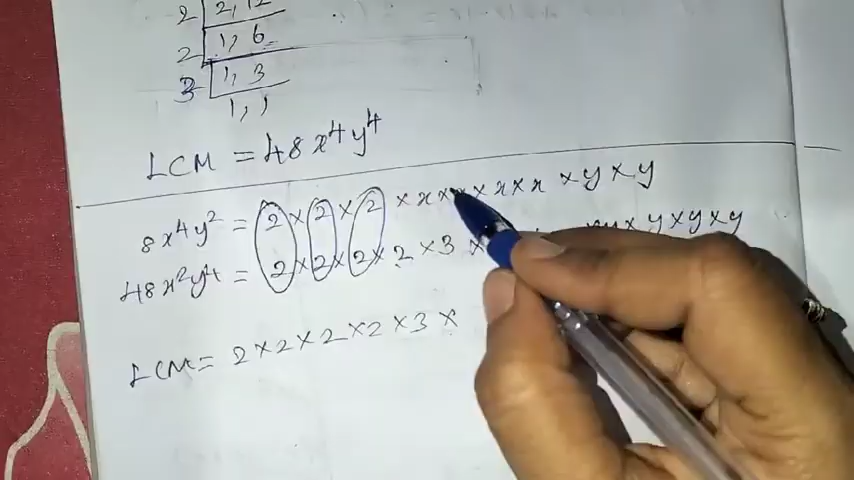 2 2, 12
2 1, 6
3 1, 3
1, 1
LCM = 48x⁴y⁴
8x⁴y² = 2 × 2 × 2 × x × x × x × x × y × y
48x²y⁴ = 2 × 2 × 2 × 2 × 3 × y × y × y × y
LCM = 2 × 2 × 2 × 2 × 3 ×